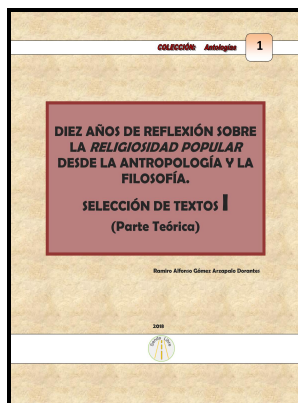 COLECCIÓN: Antologías
1
DIEZ AÑOS DE REFLEXIÓN SOBRE
LA RELIGIOSIDAD POPULAR
DESDE LA ANTROPOLOGÍA Y LA
FILOSOFÍA.
SELECCIÓN DE TEXTOS I
(Parte Teórica)
Ramiro Alfonso Gómez Arzapalo Dorantes
2018